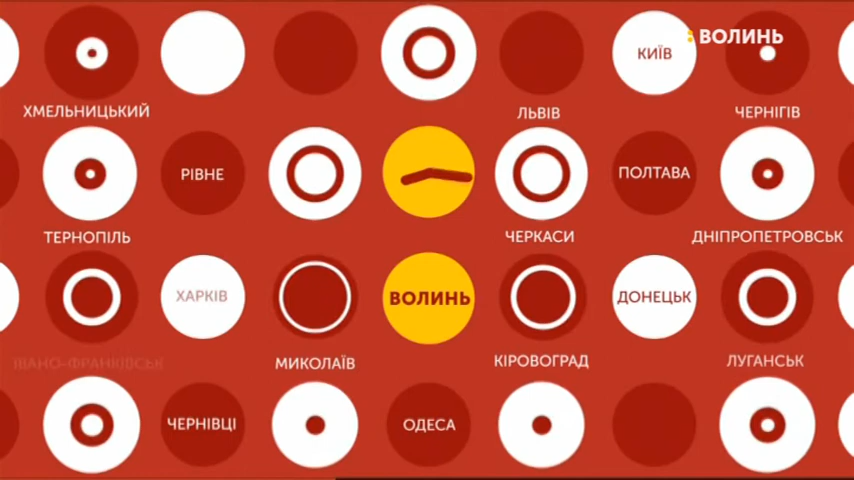 ВОЛИНЬ
КИЇВ
ХМЕЛЬНИЦЬКИЙ
ЛЬВІВ
ЧЕРНІГІВ
РІВНЕ
ПОЛТАВА
ТЕРНОПІЛЬ
ЧЕРКАСИ
ДНІПРОПЕТРОВСЬК
ХАРКІВ
ВОЛИНЬ
ДОНЕЦЬК
ІВАНО-ФРАНКІВСЬК
МИКОЛАЇВ
КІРОВОГРАД
ЛУГАНСЬК
ЧЕРНІВЦІ
ОДЕСА